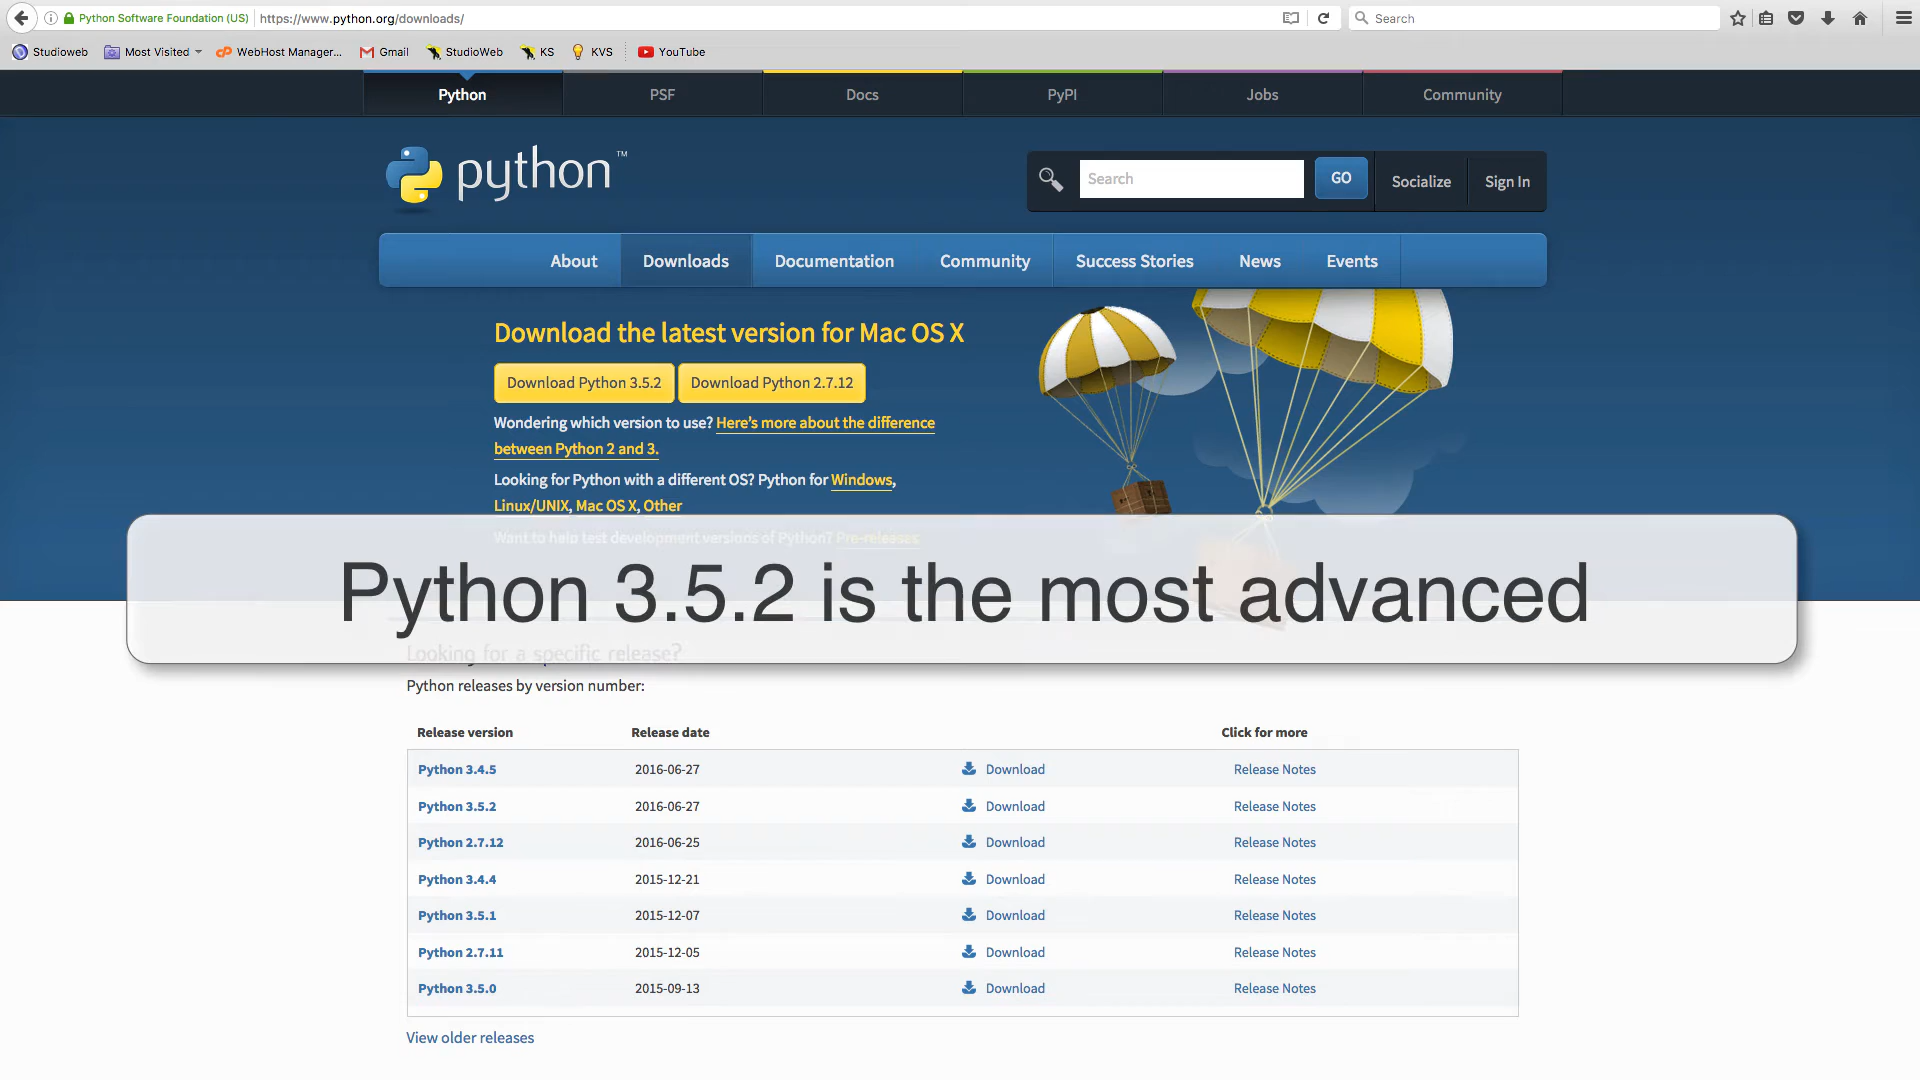 Python Software Foundation (US) https://www.python.org/downloads/ Search
Studioweb Most Visited WebHost Manager... Gmail StudioWeb KS KVS YouTube
Python PSF Docs PyPI Jobs Community
python™ Search GO Socialize Sign In
About Downloads Documentation Community Success Stories News Events
Download the latest version for Mac OS X
Download Python 3.5.2 Download Python 2.7.12
Wondering which version to use? Here's more about the difference
between Python 2 and 3.
Looking for Python with a different OS? Python for Windows,
Linux/UNIX, Mac OS X, Other
Want to help test development versions of Python? Pre-releases
Python 3.5.2 is the most advanced
Looking for a specific release?
Python releases by version number:
Release version Release date Click for more
Python 3.4.5 2016-06-27 Download Release Notes
Python 3.5.2 2016-06-27 Download Release Notes
Python 2.7.12 2016-06-25 Download Release Notes
Python 3.4.4 2015-12-21 Download Release Notes
Python 3.5.1 2015-12-07 Download Release Notes
Python 2.7.11 2015-12-05 Download Release Notes
Python 3.5.0 2015-09-13 Download Release Notes
View older releases